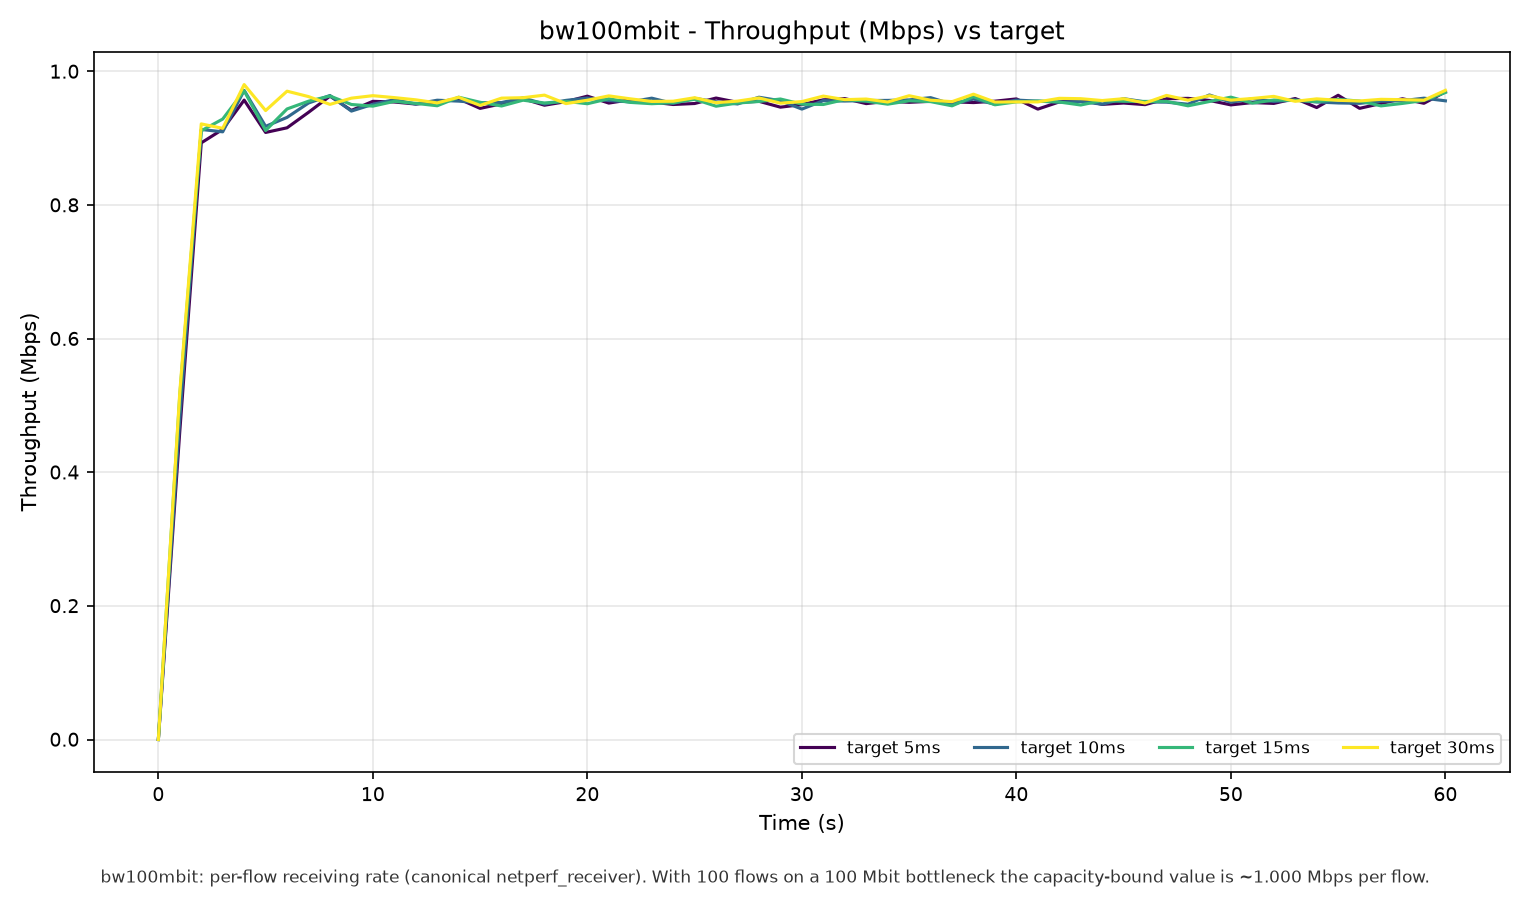 bw100mbit - Throughput (Mbps) vs target
1.0
0.8
0.6
0.4
0.2
0.0
Throughput (Mbps)
target 5ms target 10ms target 15ms target 30ms
0 10 20 30 40 50 60
Time (s)
bw100mbit: per-flow receiving rate (canonical netperf_receiver). With 100 flows on a 100 Mbit bottleneck the capacity-bound value is ~1.000 Mbps per flow.